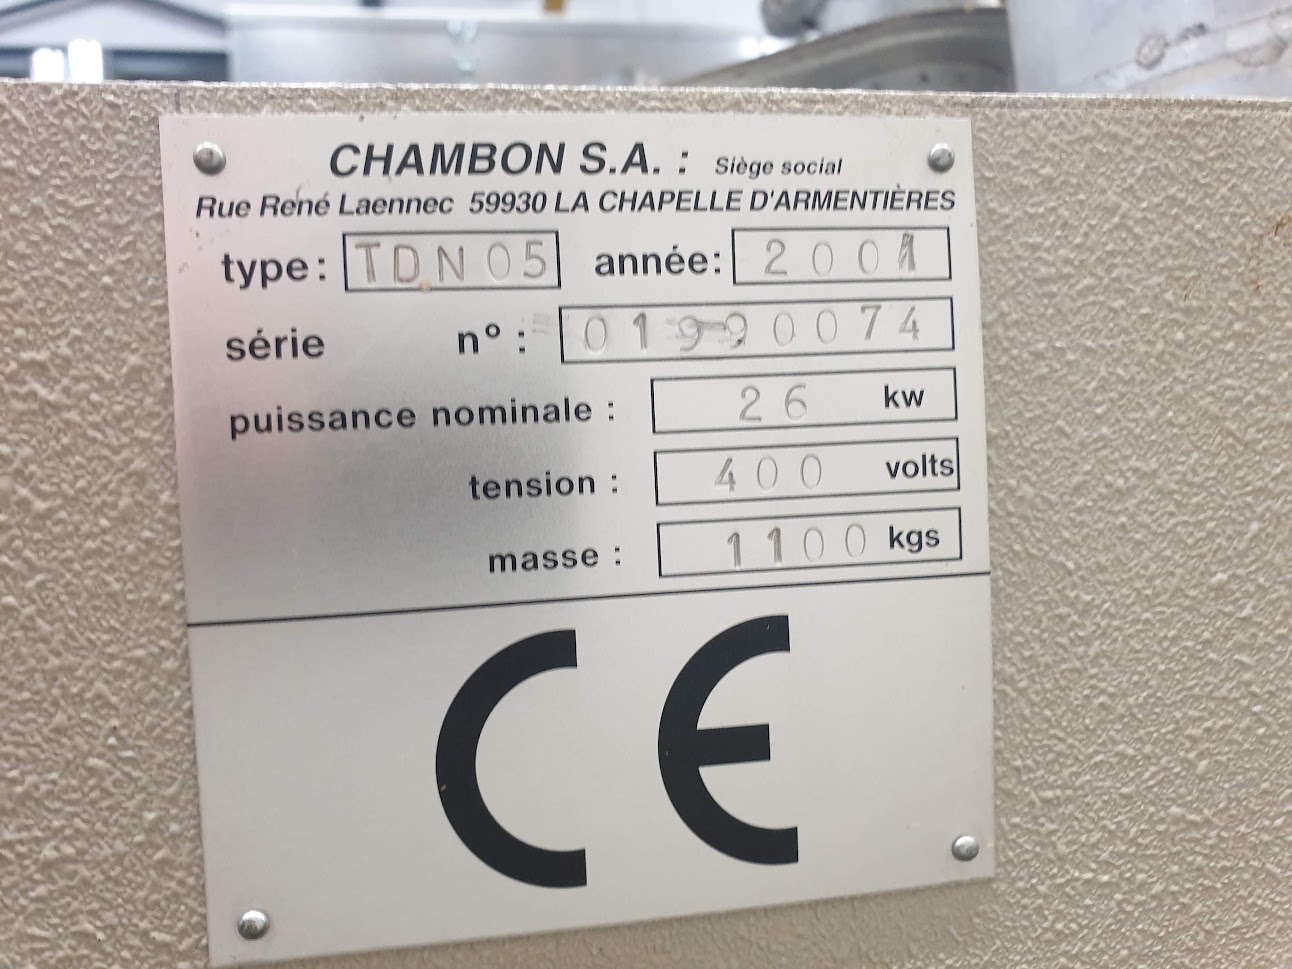 CHAMBON S.A. : Siège social
Rue René Laennec 59930 LA CHAPELLE D'ARMENTIÈRES
type: TDN05 année: 2001
série n° : 01990074
puissance nominale : 26 kw
tension : 400 volts
masse : 1100 kgs
CE